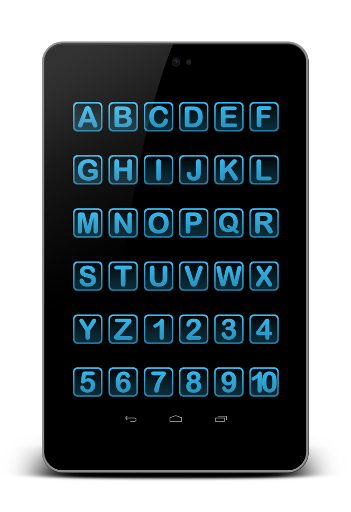 A B C D E F
G H I J K L
M N O P Q R
S T U V W X
Y Z 1 2 3 4
5 6 7 8 9 10